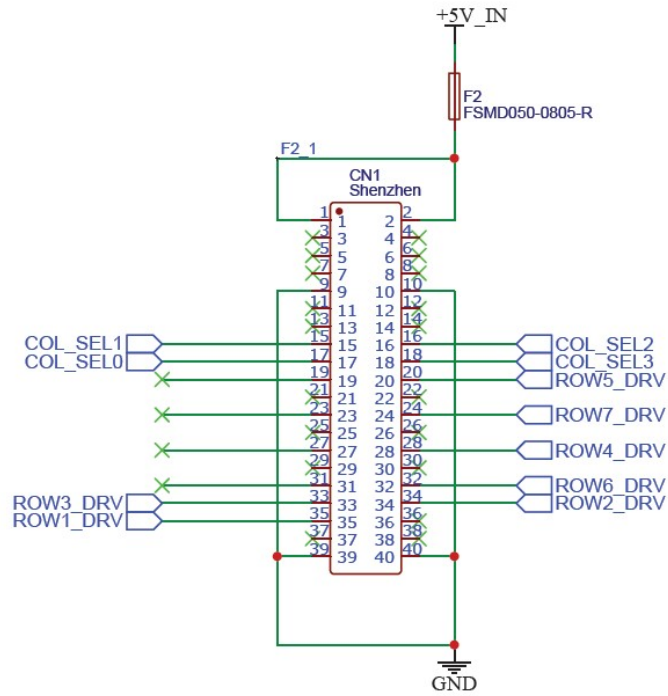 +5V_IN
F2
FSMD050-0805-R
F2_1
CN1
Shenzhen
1 1 2 2
3 3 4 4
5 5 6 6
7 7 8 8
9 9 10 10
11 11 12 12
13 13 14 14
COL_SEL1 15 15 16 16 COL_SEL2
COL_SEL0 17 17 18 18 COL_SEL3
19 19 20 20 ROW5_DRV
21 21 22 22
23 23 24 24 ROW7_DRV
25 25 26 26
27 27 28 28 ROW4_DRV
29 29 30 30
31 31 32 32 ROW6_DRV
ROW3_DRV 33 33 34 34 ROW2_DRV
ROW1_DRV 35 35 36 36
37 37 38 38
39 39 40 40
GND